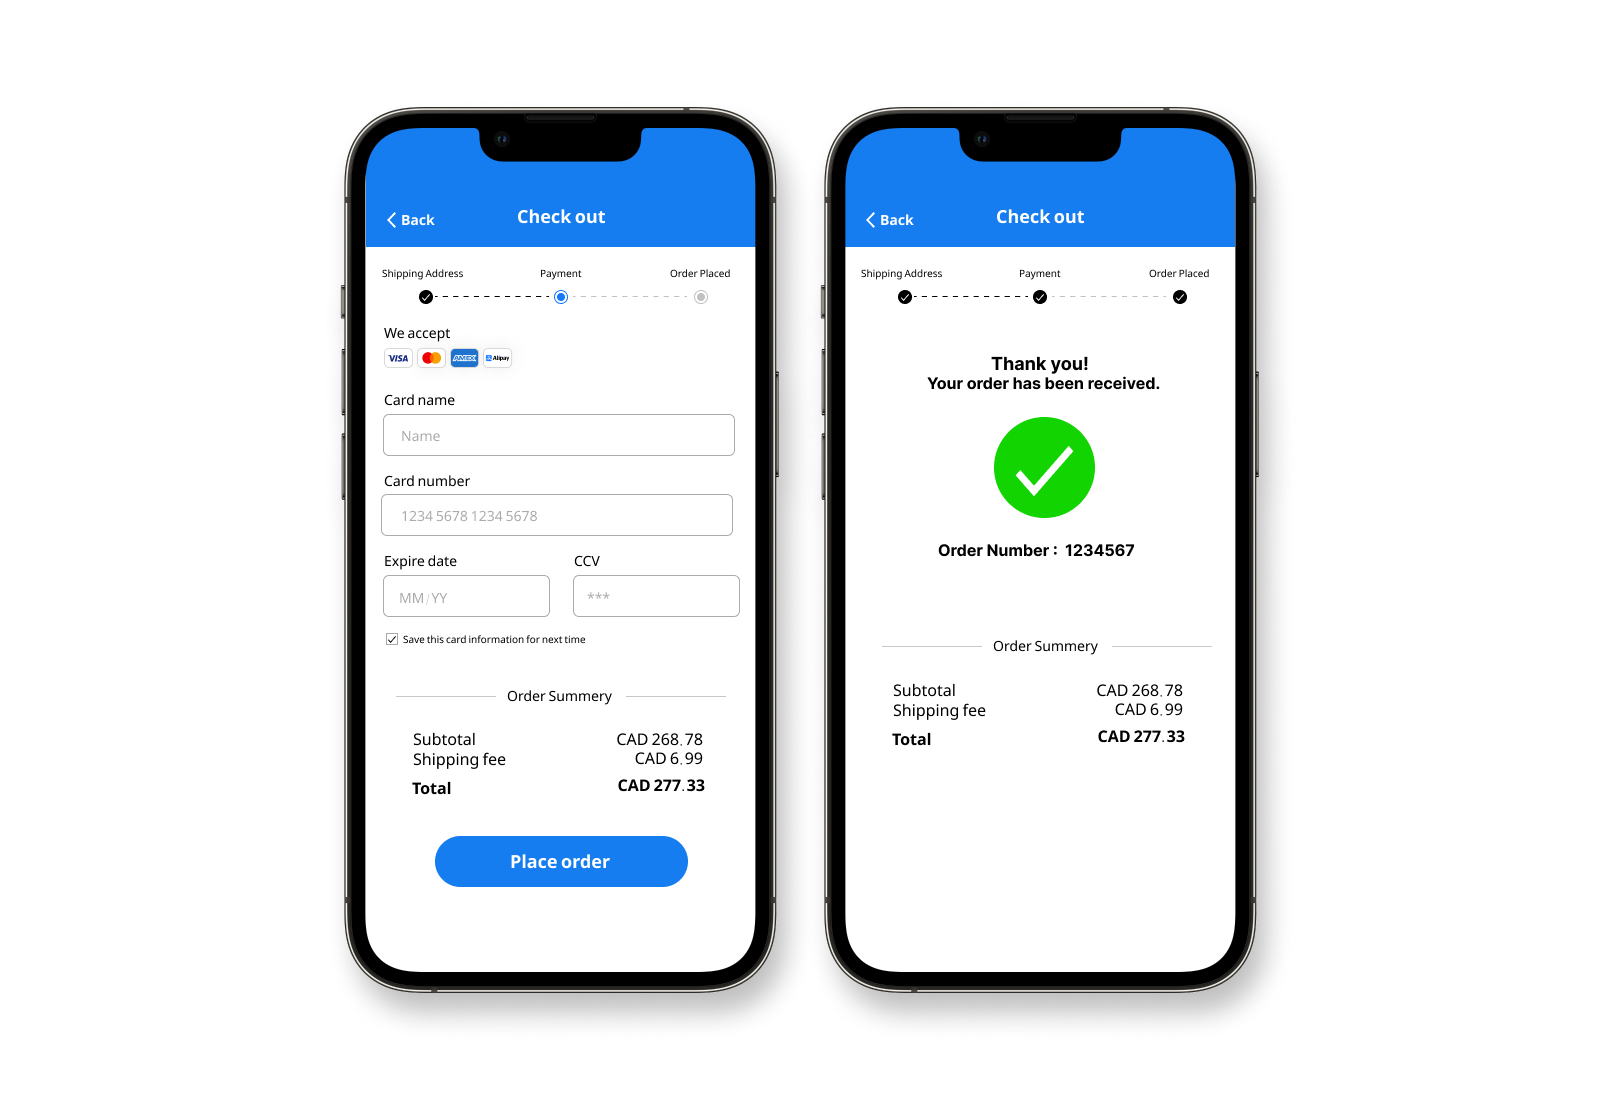 Back
Check out
Shipping Address Payment Order Placed
We accept
VISA AMEX Alipay
Card name
Name
Card number
1234 5678 1234 5678
Expire date CCV
MM/YY ***
Save this card information for next time
Order Summery
Subtotal CAD 268.78
Shipping fee CAD 6.99
Total CAD 277.33
Place order
Back
Check out
Shipping Address Payment Order Placed
Thank you!
Your order has been received.
Order Number : 1234567
Order Summery
Subtotal CAD 268.78
Shipping fee CAD 6.99
Total CAD 277.33